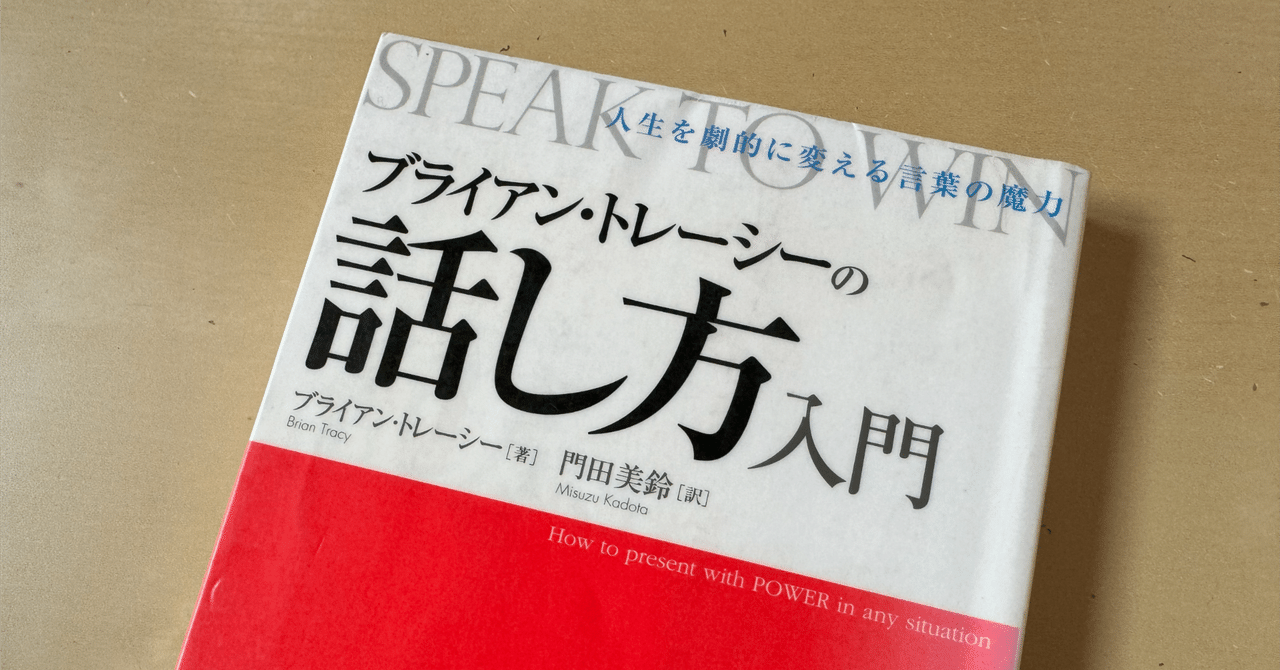 SPEAK TO WIN
人生を劇的に変える言葉の魔力
ブライアン・トレーシーの
話し方入門
ブライアン・トレーシー[著] 門田美鈴[訳]
Brian Tracy Misuzu Kadota
How to present with POWER in any situation